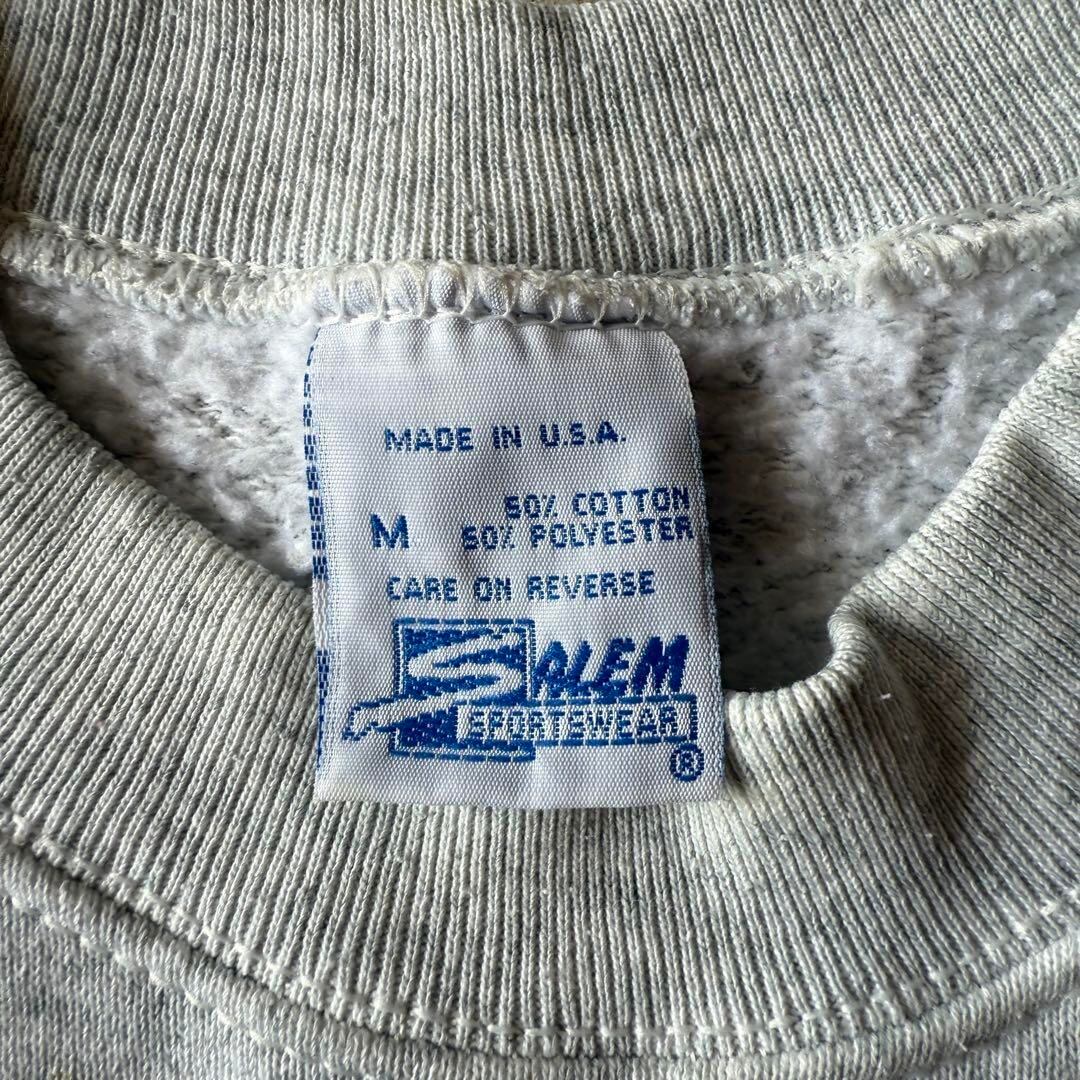 MADE IN U.S.A.
50% COTTON
M 50% POLYESTER
CARE ON REVERSE
SALEM
SPORTSWEAR
®